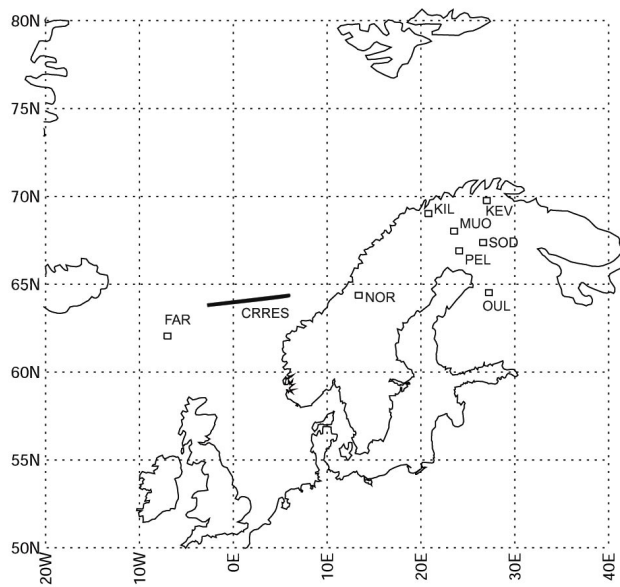 80N
75N
70N
KIL
KEV
MUO
SOD
PEL
65N
NOR
OUL
CRRES
FAR
60N
55N
50N
20W
10W
0E
10E
20E
30E
40E